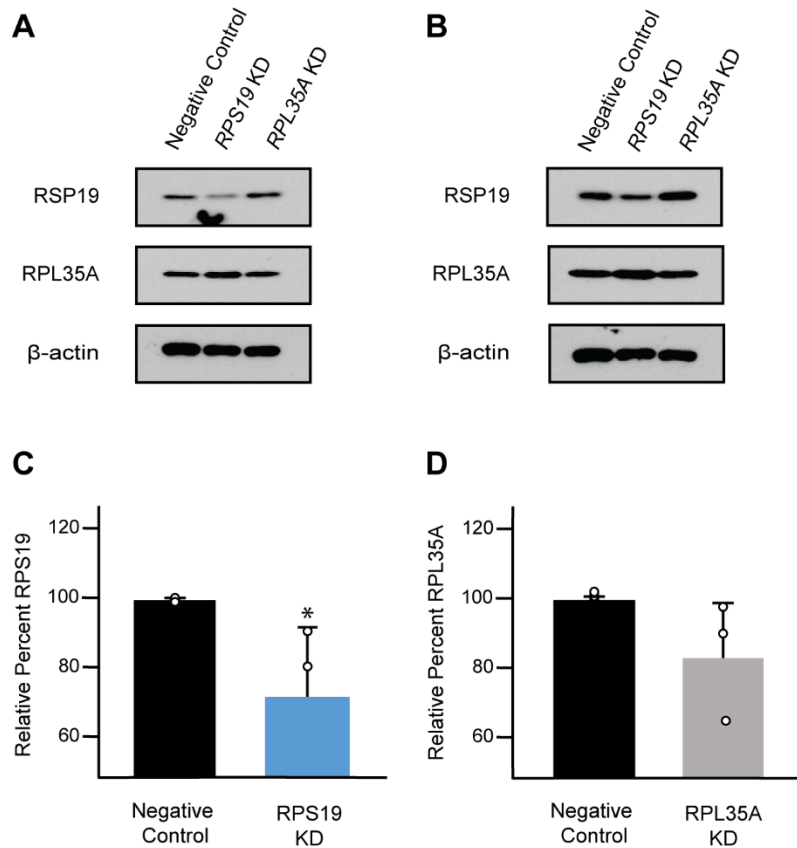 A
Negative Control
RPS19 KD
RPL35A KD
RSP19
RPL35A
β-actin
B
Negative Control
RPS19 KD
RPL35A KD
RSP19
RPL35A
β-actin
C
Relative Percent RPS19
120
100
80
60
*
Negative
Control
RPS19
KD
D
Relative Percent RPL35A
120
100
80
60
Negative
Control
RPL35A
KD